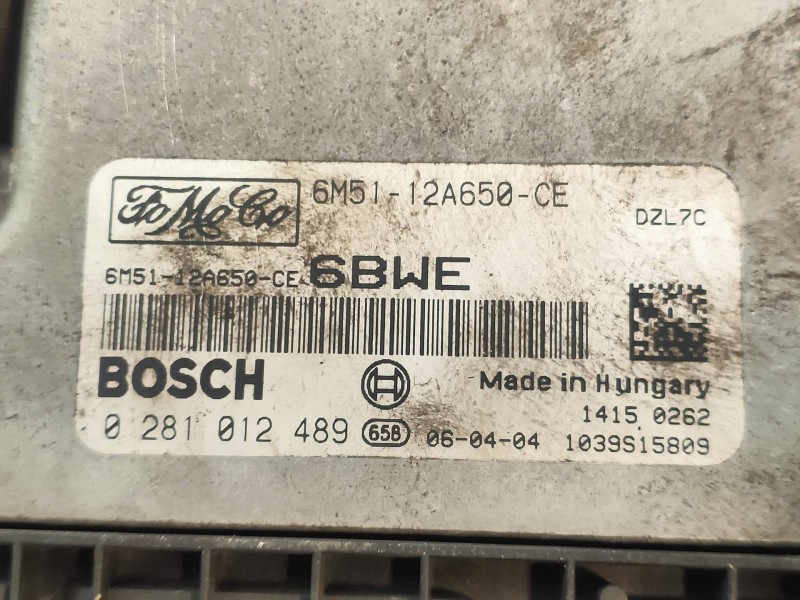 FoMoCo 6M51-12A650-CE DZL7C
6M51-12A650-CE 6BWE
BOSCH Made in Hungary
1415 0262
0 281 012 489 658 06-04-04 1039S15809